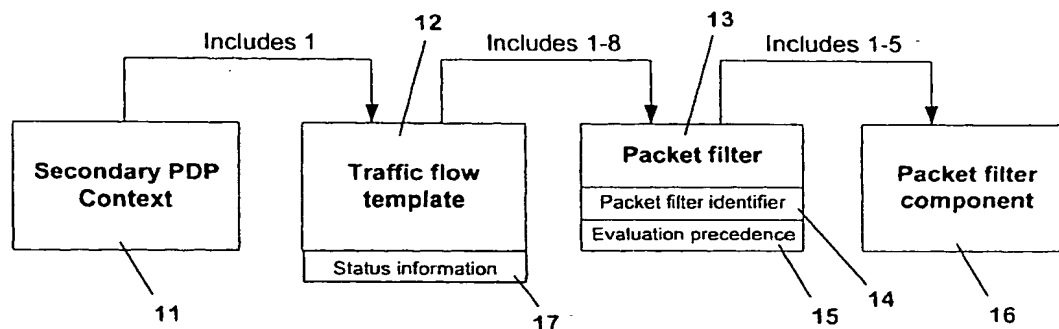 12
13
Includes 1
Includes 1-8
Includes 1-5
Secondary PDP
Context
Traffic flow
template
Status information
Packet filter
Packet filter identifier
Evaluation precedence
Packet filter
component
11
17
15
14
16